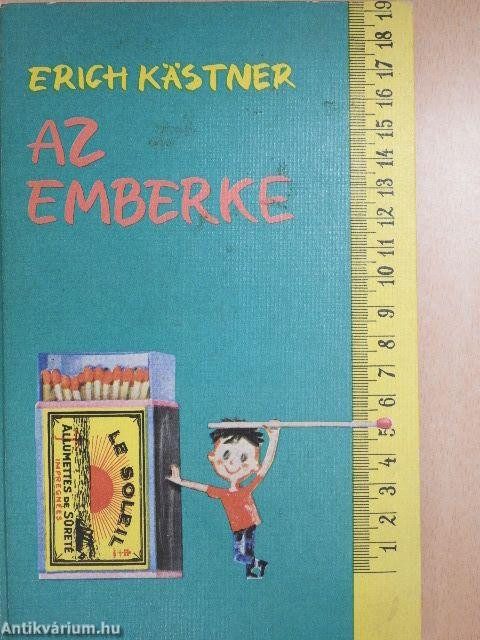 ERICH KÄSTNER
AZ
EMBERKE
LE SOLEIL
ALLUMETTES DE SÛRETÉ
IMPREGNÉES
1 2 3 4 5 6 7 8 9 10 11 12 13 14 15 16 17 18 19
Antikvárium.hu